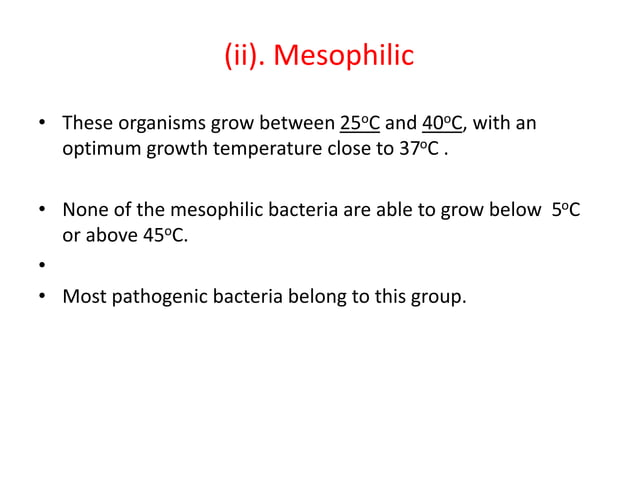 (ii). Mesophilic
• These organisms grow between 25ᵒC and 40ᵒC, with an
optimum growth temperature close to 37ᵒC .
• None of the mesophilic bacteria are able to grow below  5ᵒC
or above 45ᵒC.
•
• Most pathogenic bacteria belong to this group.